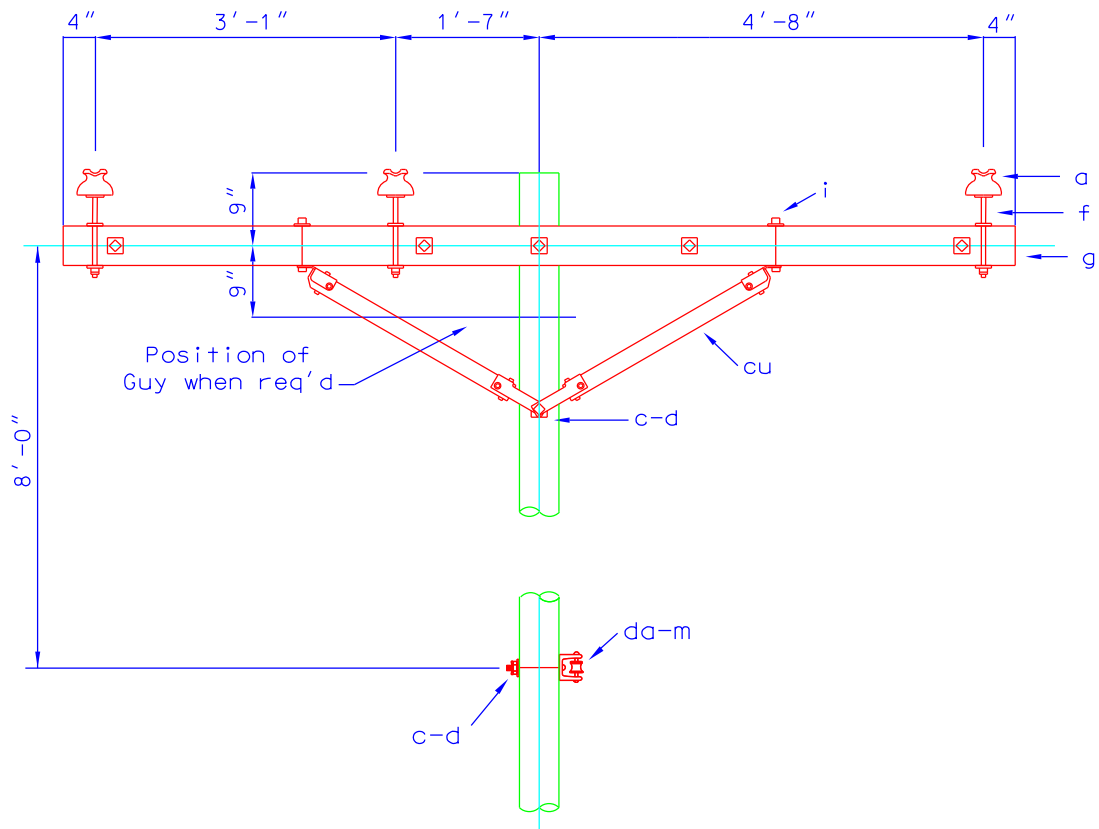 4" 3'-1" 1'-7" 4'-8" 4"
a
i
9"
f
g
9"
Position of
Guy when req'd
cu
c-d
8'-0"
da-m
c-d